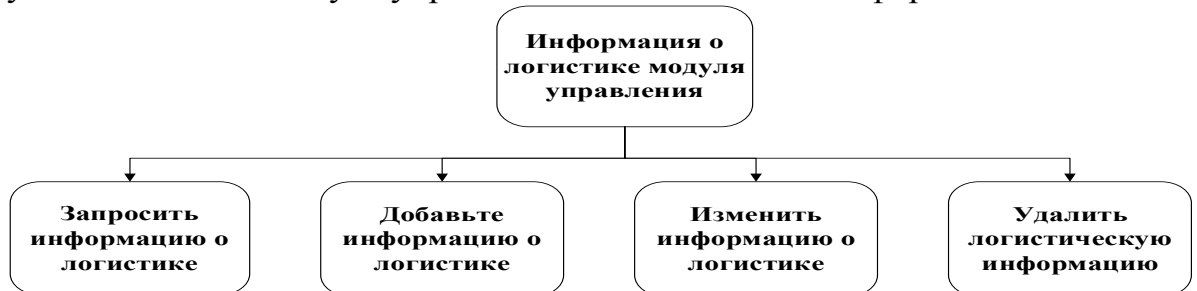 Информация о
логистике модуля
управления
Запросить
информацию о
логистике
Добавьте
информацию о
логистике
Изменить
информацию о
логистике
Удалить
логистическую
информацию